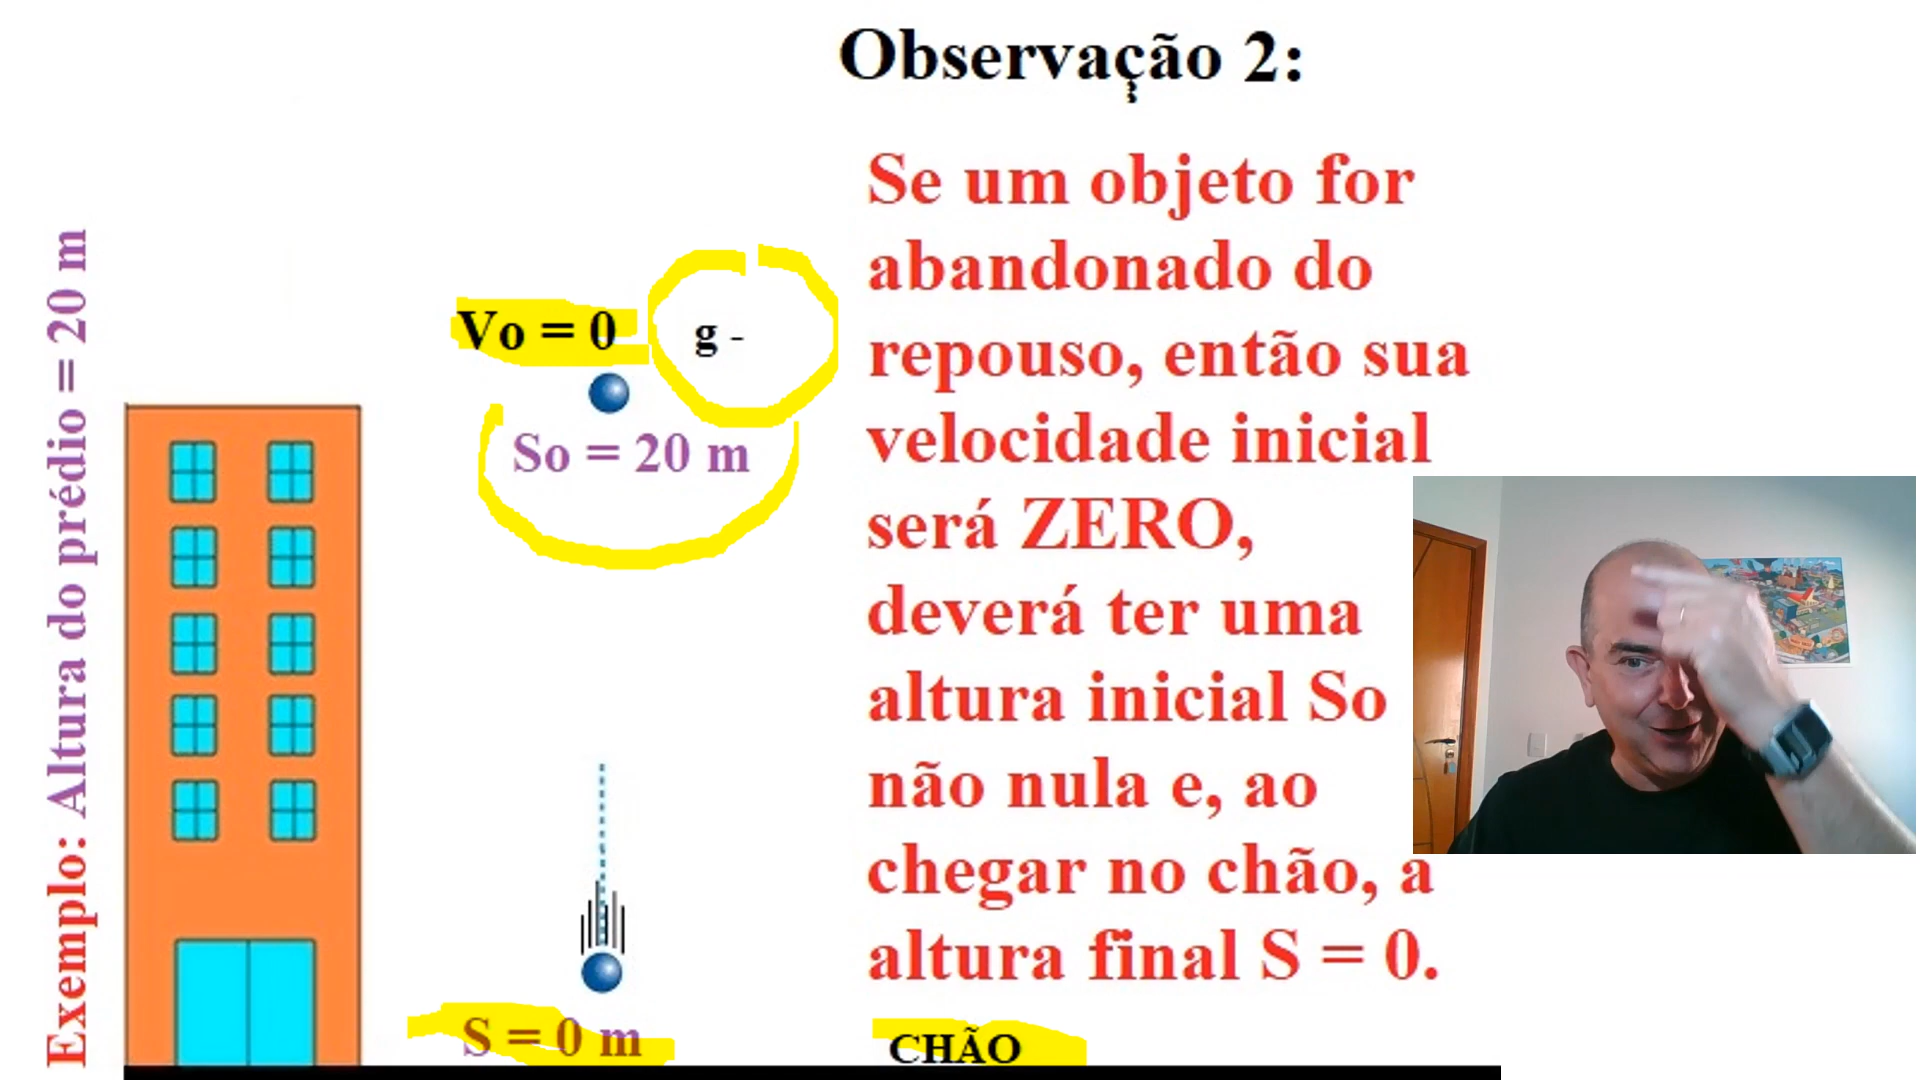 Observação 2:
Se um objeto for
abandonado do
repouso, então sua
velocidade inicial
será ZERO,
deverá ter uma
altura inicial So
não nula e, ao
chegar no chão, a
altura final S = 0.
Exemplo: Altura do prédio = 20 m
Vo = 0
g -
So = 20 m
S = 0 m
CHÃO